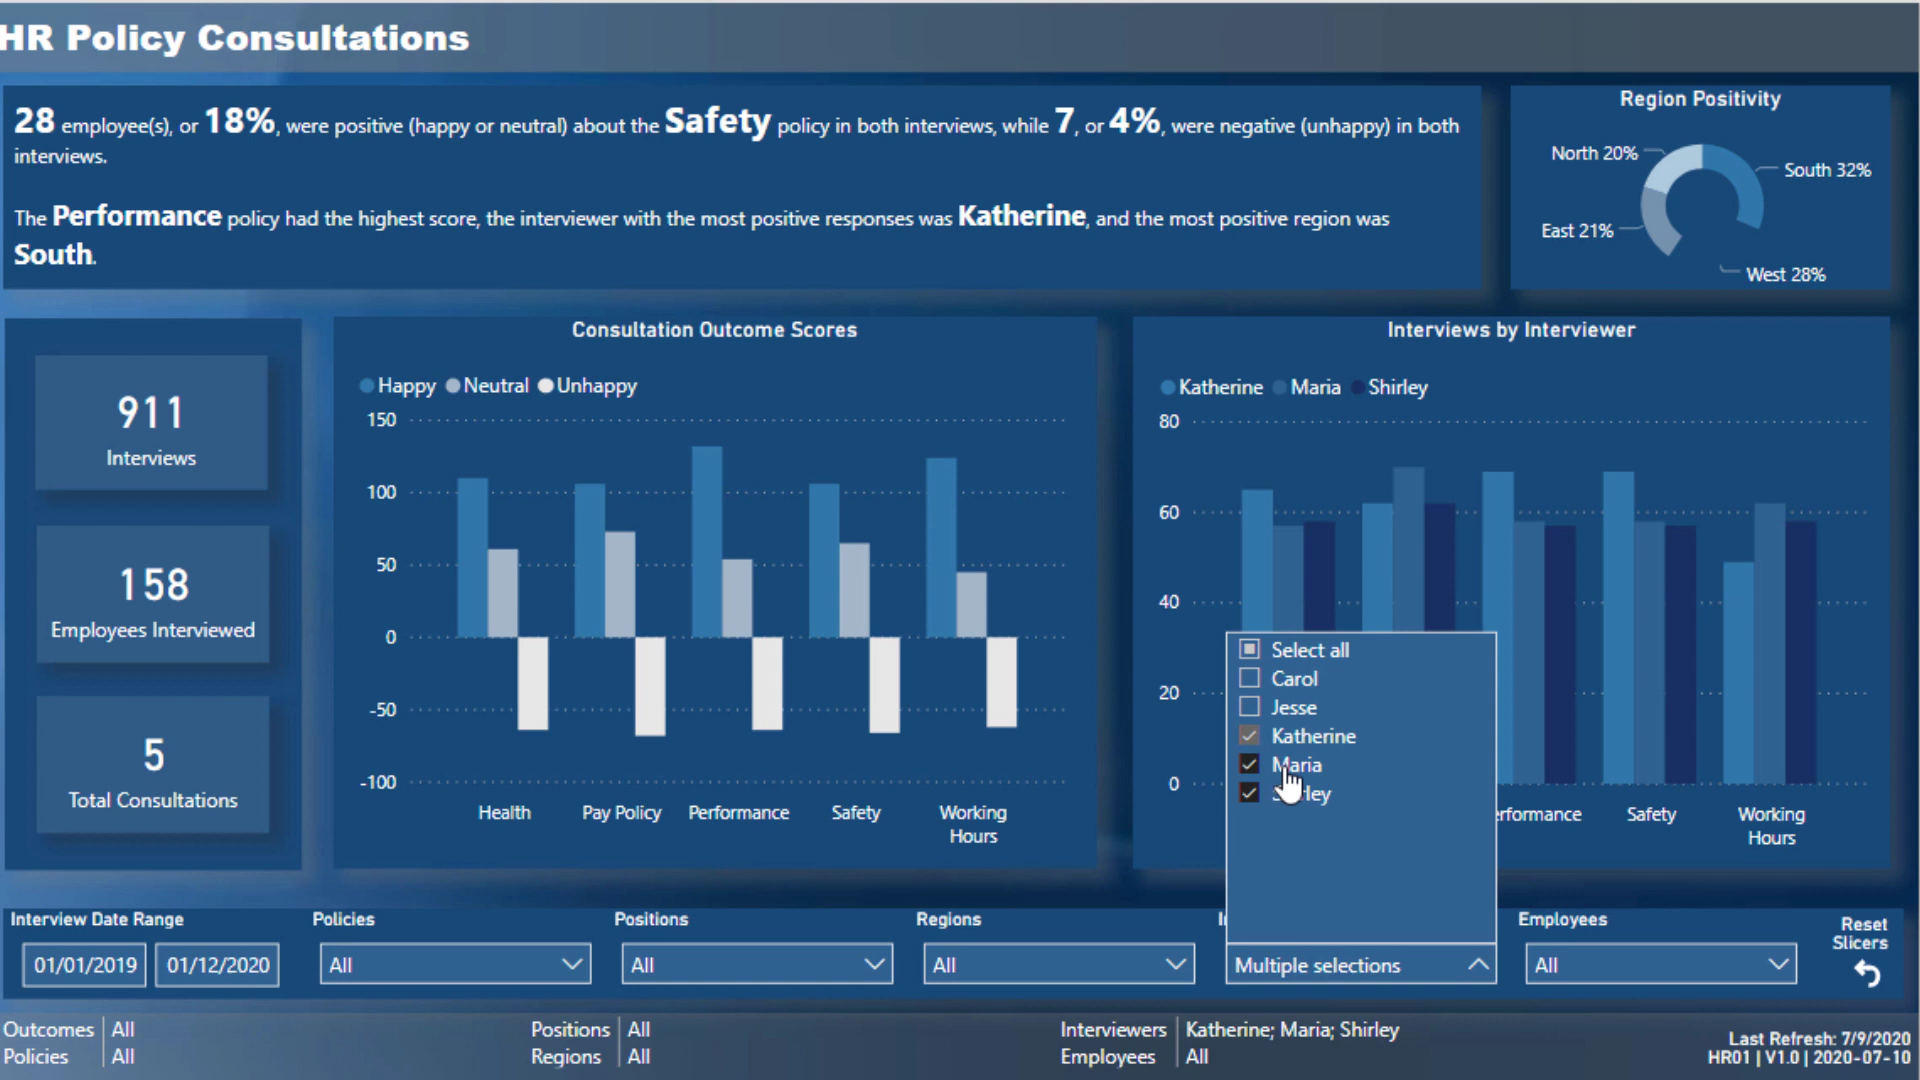 HR Policy Consultations
28 employee(s), or 18%, were positive (happy or neutral) about the Safety policy in both interviews, while 7, or 4%, were negative (unhappy) in both
interviews.
The Performance policy had the highest score, the interviewer with the most positive responses was Katherine, and the most positive region was
South.
Region Positivity
North 20%
South 32%
East 21%
West 28%
911
Interviews
158
Employees Interviewed
5
Total Consultations
Consultation Outcome Scores
Happy Neutral Unhappy
150
100
50
0
-50
-100
Health Pay Policy Performance Safety Working
Hours
Interviews by Interviewer
Katherine Maria Shirley
80
60
40
20
0
erformance Safety Working
Hours
Select all
Carol
Jesse
Katherine
Maria
Interview Date Range
01/01/2019 01/12/2020
Policies
All
Positions
All
Regions
All
Multiple selections
Employees
All
Reset
Slicers
Outcomes All
Policies All
Positions All
Regions All
Interviewers Katherine; Maria; Shirley
Employees All
Last Refresh: 7/9/2020
HR01 | V1.0 | 2020-07-10